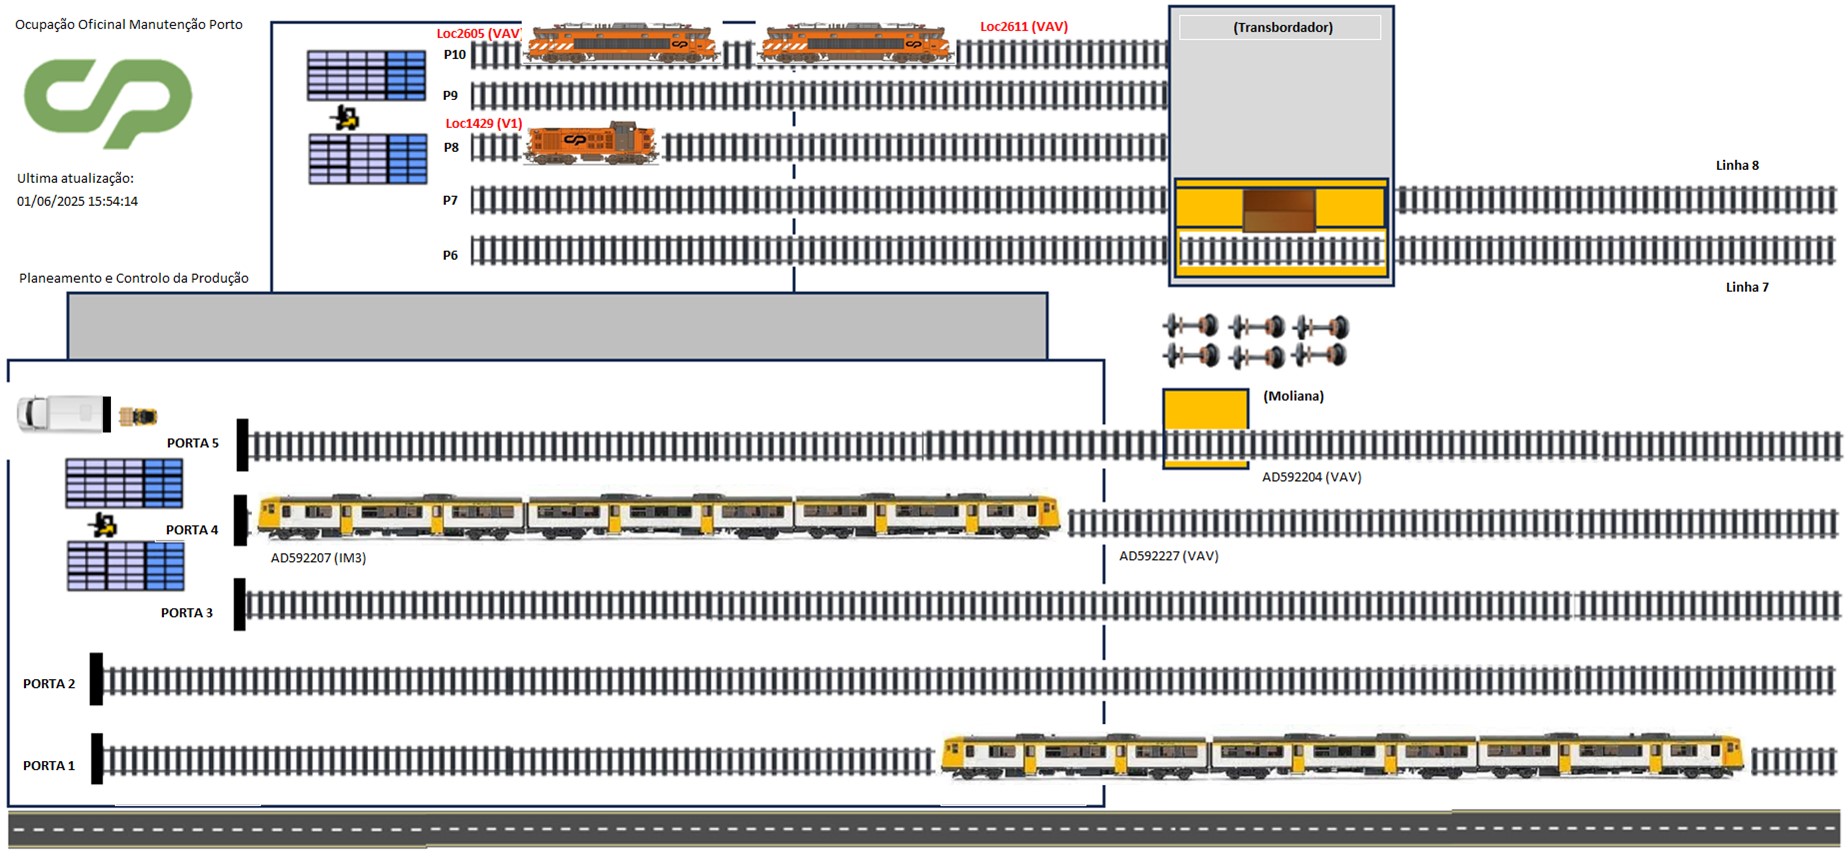 Ocupação Oficinal Manutenção Porto
Loc2605 (VAV)
Loc2611 (VAV)
(Transbordador)
P10
P9
Loc1429 (V1)
P8
Linha 8
Ultima atualização:
01/06/2025 15:54:14
P7
P6
Planeamento e Controlo da Produção
Linha 7
(Moliana)
PORTA 5
AD592204 (VAV)
PORTA 4
AD592207 (IM3)
AD592227 (VAV)
PORTA 3
PORTA 2
PORTA 1